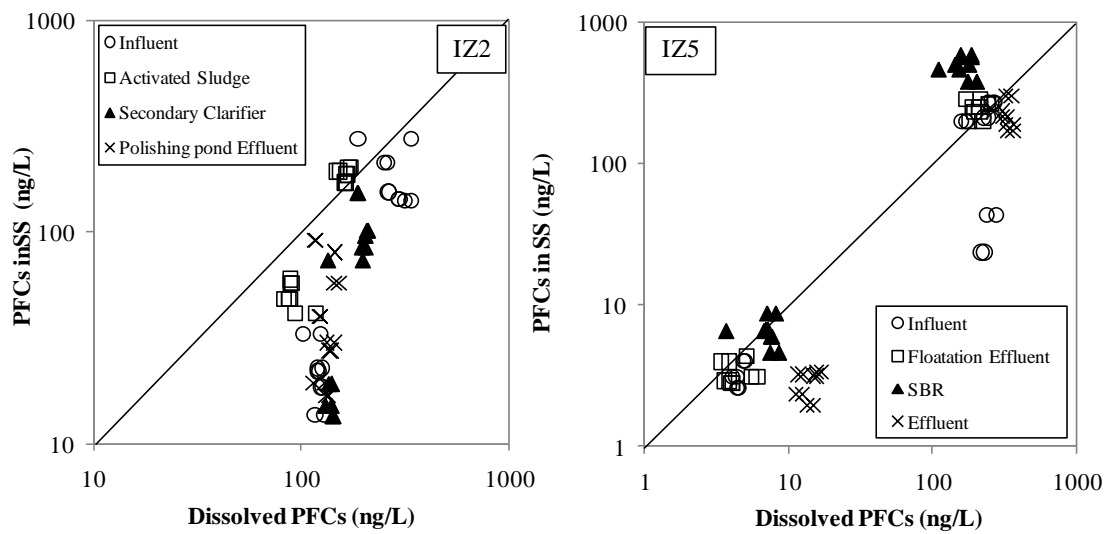 1000
IZ2
Influent
Activated Sludge
Secondary Clarifier
Polishing pond Effluent
100
10
10
100
1000
PFCs inSS (ng/L)
Dissolved PFCs (ng/L)
1000
IZ5
100
10
1
1
10
100
1000
Influent
Floatation Effluent
SBR
Effluent
PFCs in SS (ng/L)
Dissolved PFCs (ng/L)